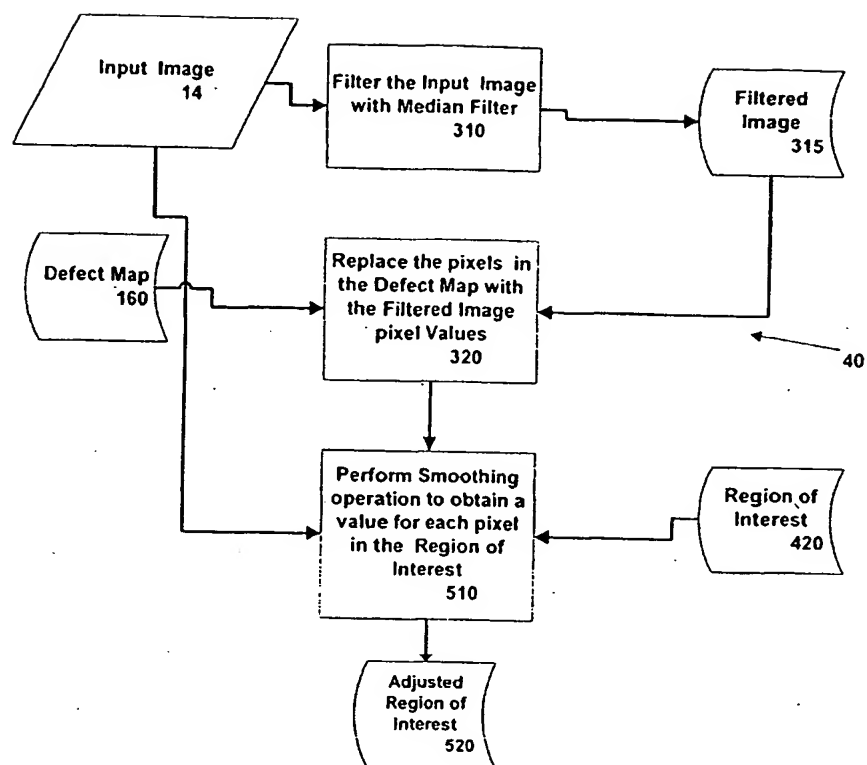 Input Image
14
Filter the Input Image
with Median Filter
310
Filtered
Image
315
Defect Map
160
Replace the pixels in
the Defect Map with
the Filtered Image
pixel Values
320
40
Perform Smoothing
operation to obtain a
value for each pixel
in the Region of
Interest
510
Region of
Interest
420
Adjusted
Region of
Interest
520